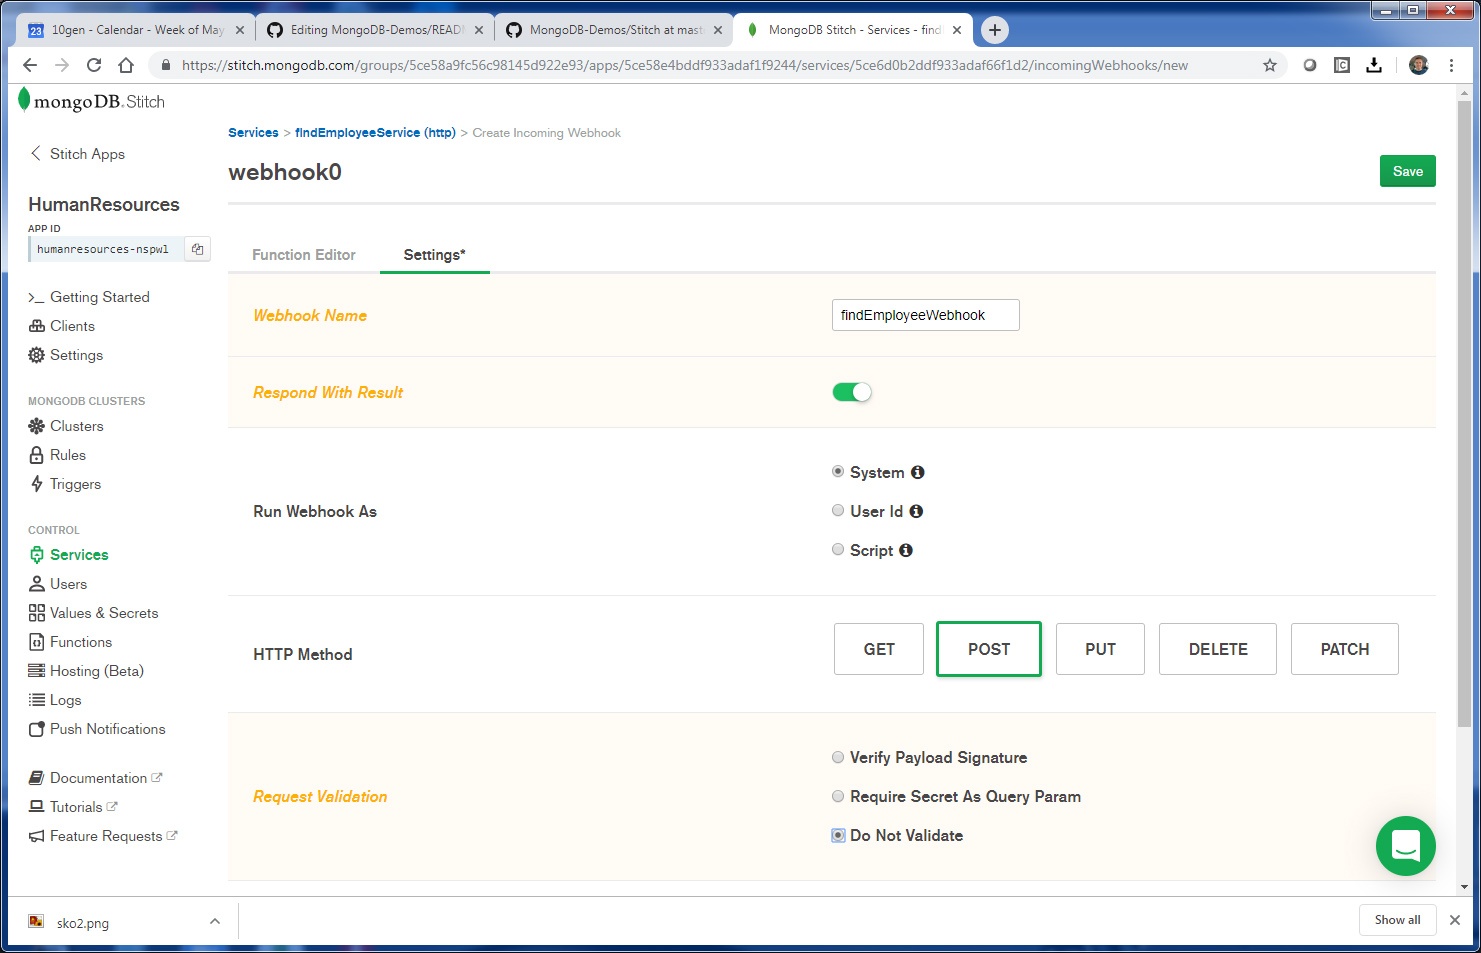 10gen - Calendar - Week of May
Editing MongoDB-Demos/READ
MongoDB-Demos/Stitch at mast
MongoDB Stitch - Services - find
https://stitch.mongodb.com/groups/5ce58a9fc56c98145d922e93/apps/5ce58e4bddf933adaf1f9244/services/5ce6d0b2ddf933adaf66f1d2/incomingWebhooks/new
mongoDB.Stitch
Services > findEmployeeService (http) > Create Incoming Webhook
Stitch Apps
webhook0
Save
HumanResources
APP ID
humanresources-nspwl
Function Editor
Settings*
Getting Started
Clients
Settings
MONGODB CLUSTERS
Clusters
Rules
Triggers
CONTROL
Services
Users
Values & Secrets
Functions
Hosting (Beta)
Logs
Push Notifications
Documentation
Tutorials
Feature Requests
Webhook Name
findEmployeeWebhook
Respond With Result
Run Webhook As
System
User Id
Script
HTTP Method
GET
POST
PUT
DELETE
PATCH
Request Validation
Verify Payload Signature
Require Secret As Query Param
Do Not Validate
sko2.png
Show all